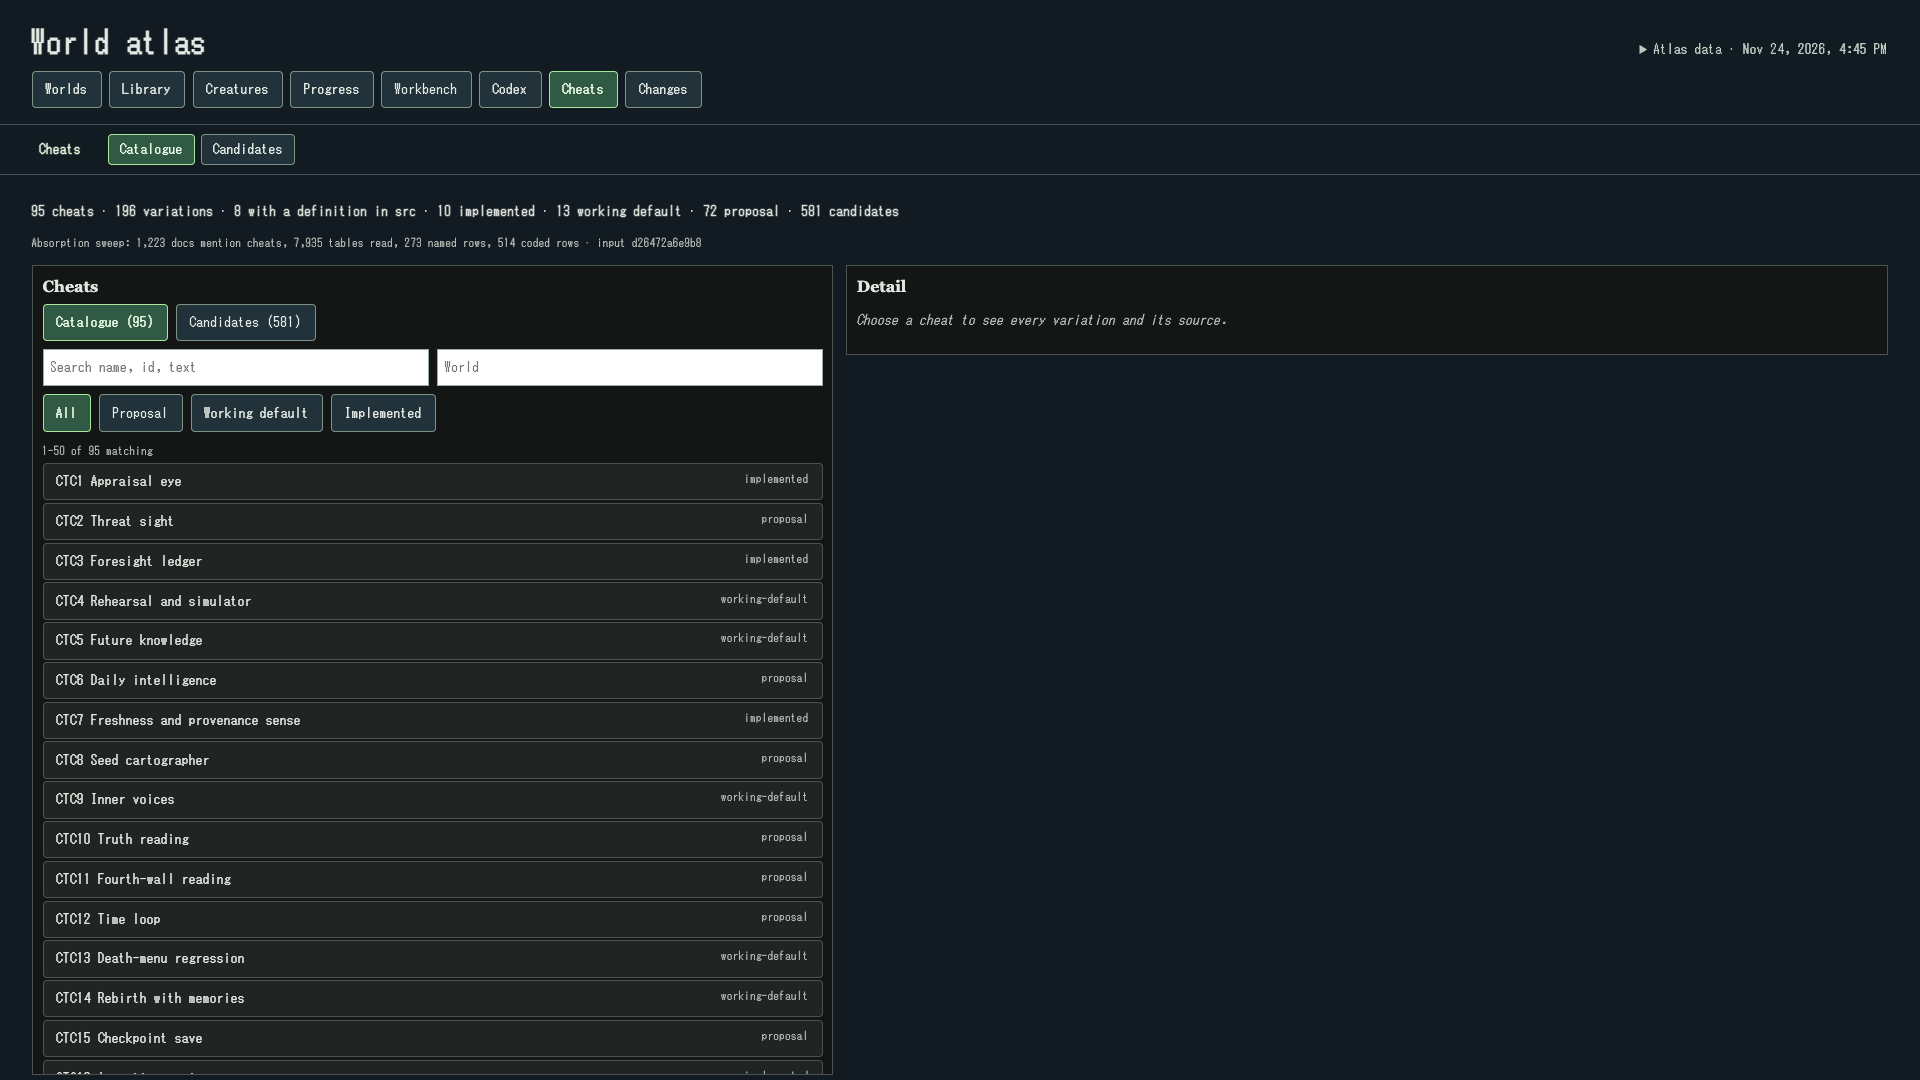 World atlas
▶ Atlas data · Nov 24, 2026, 4:45 PM
Worlds Library Creatures Progress Workbench Codex Cheats Changes
Cheats Catalogue Candidates
95 cheats · 196 variations · 8 with a definition in src · 10 implemented · 13 working default · 72 proposal · 581 candidates
Absorption sweep: 1,223 docs mention cheats, 7,935 tables read, 273 named rows, 514 coded rows · input d26472a6e9b8
Cheats
Catalogue (95) Candidates (581)
Search name, id, text World
All Proposal Working default Implemented
1-50 of 95 matching
CTC1 Appraisal eye implemented
CTC2 Threat sight proposal
CTC3 Foresight ledger implemented
CTC4 Rehearsal and simulator working-default
CTC5 Future knowledge working-default
CTC6 Daily intelligence proposal
CTC7 Freshness and provenance sense implemented
CTC8 Seed cartographer proposal
CTC9 Inner voices working-default
CTC10 Truth reading proposal
CTC11 Fourth-wall reading proposal
CTC12 Time loop proposal
CTC13 Death-menu regression working-default
CTC14 Rebirth with memories working-default
CTC15 Checkpoint save proposal
Detail
Choose a cheat to see every variation and its source.